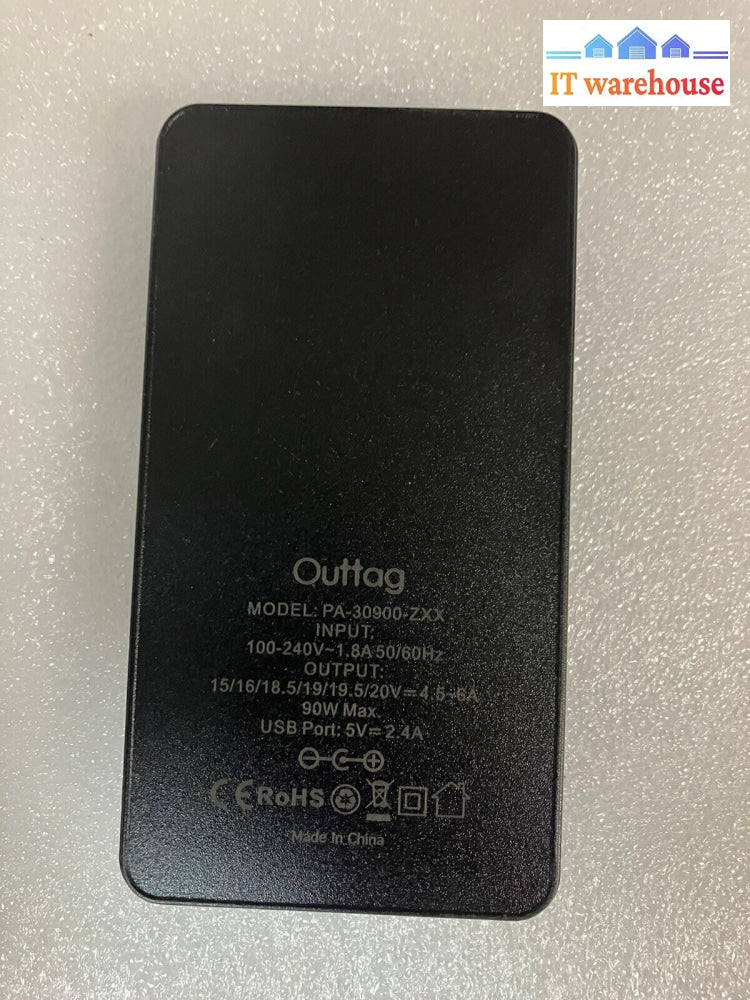 IT warehouse
Outtag
MODEL: PA-30900-ZXX
INPUT:
100-240V~1.8A 50/60Hz
OUTPUT:
15/16/18.5/19/19.5/20V⎓4.5-6A
90W Max.
USB Port: 5V⎓2.4A
CE RoHS
Made In China